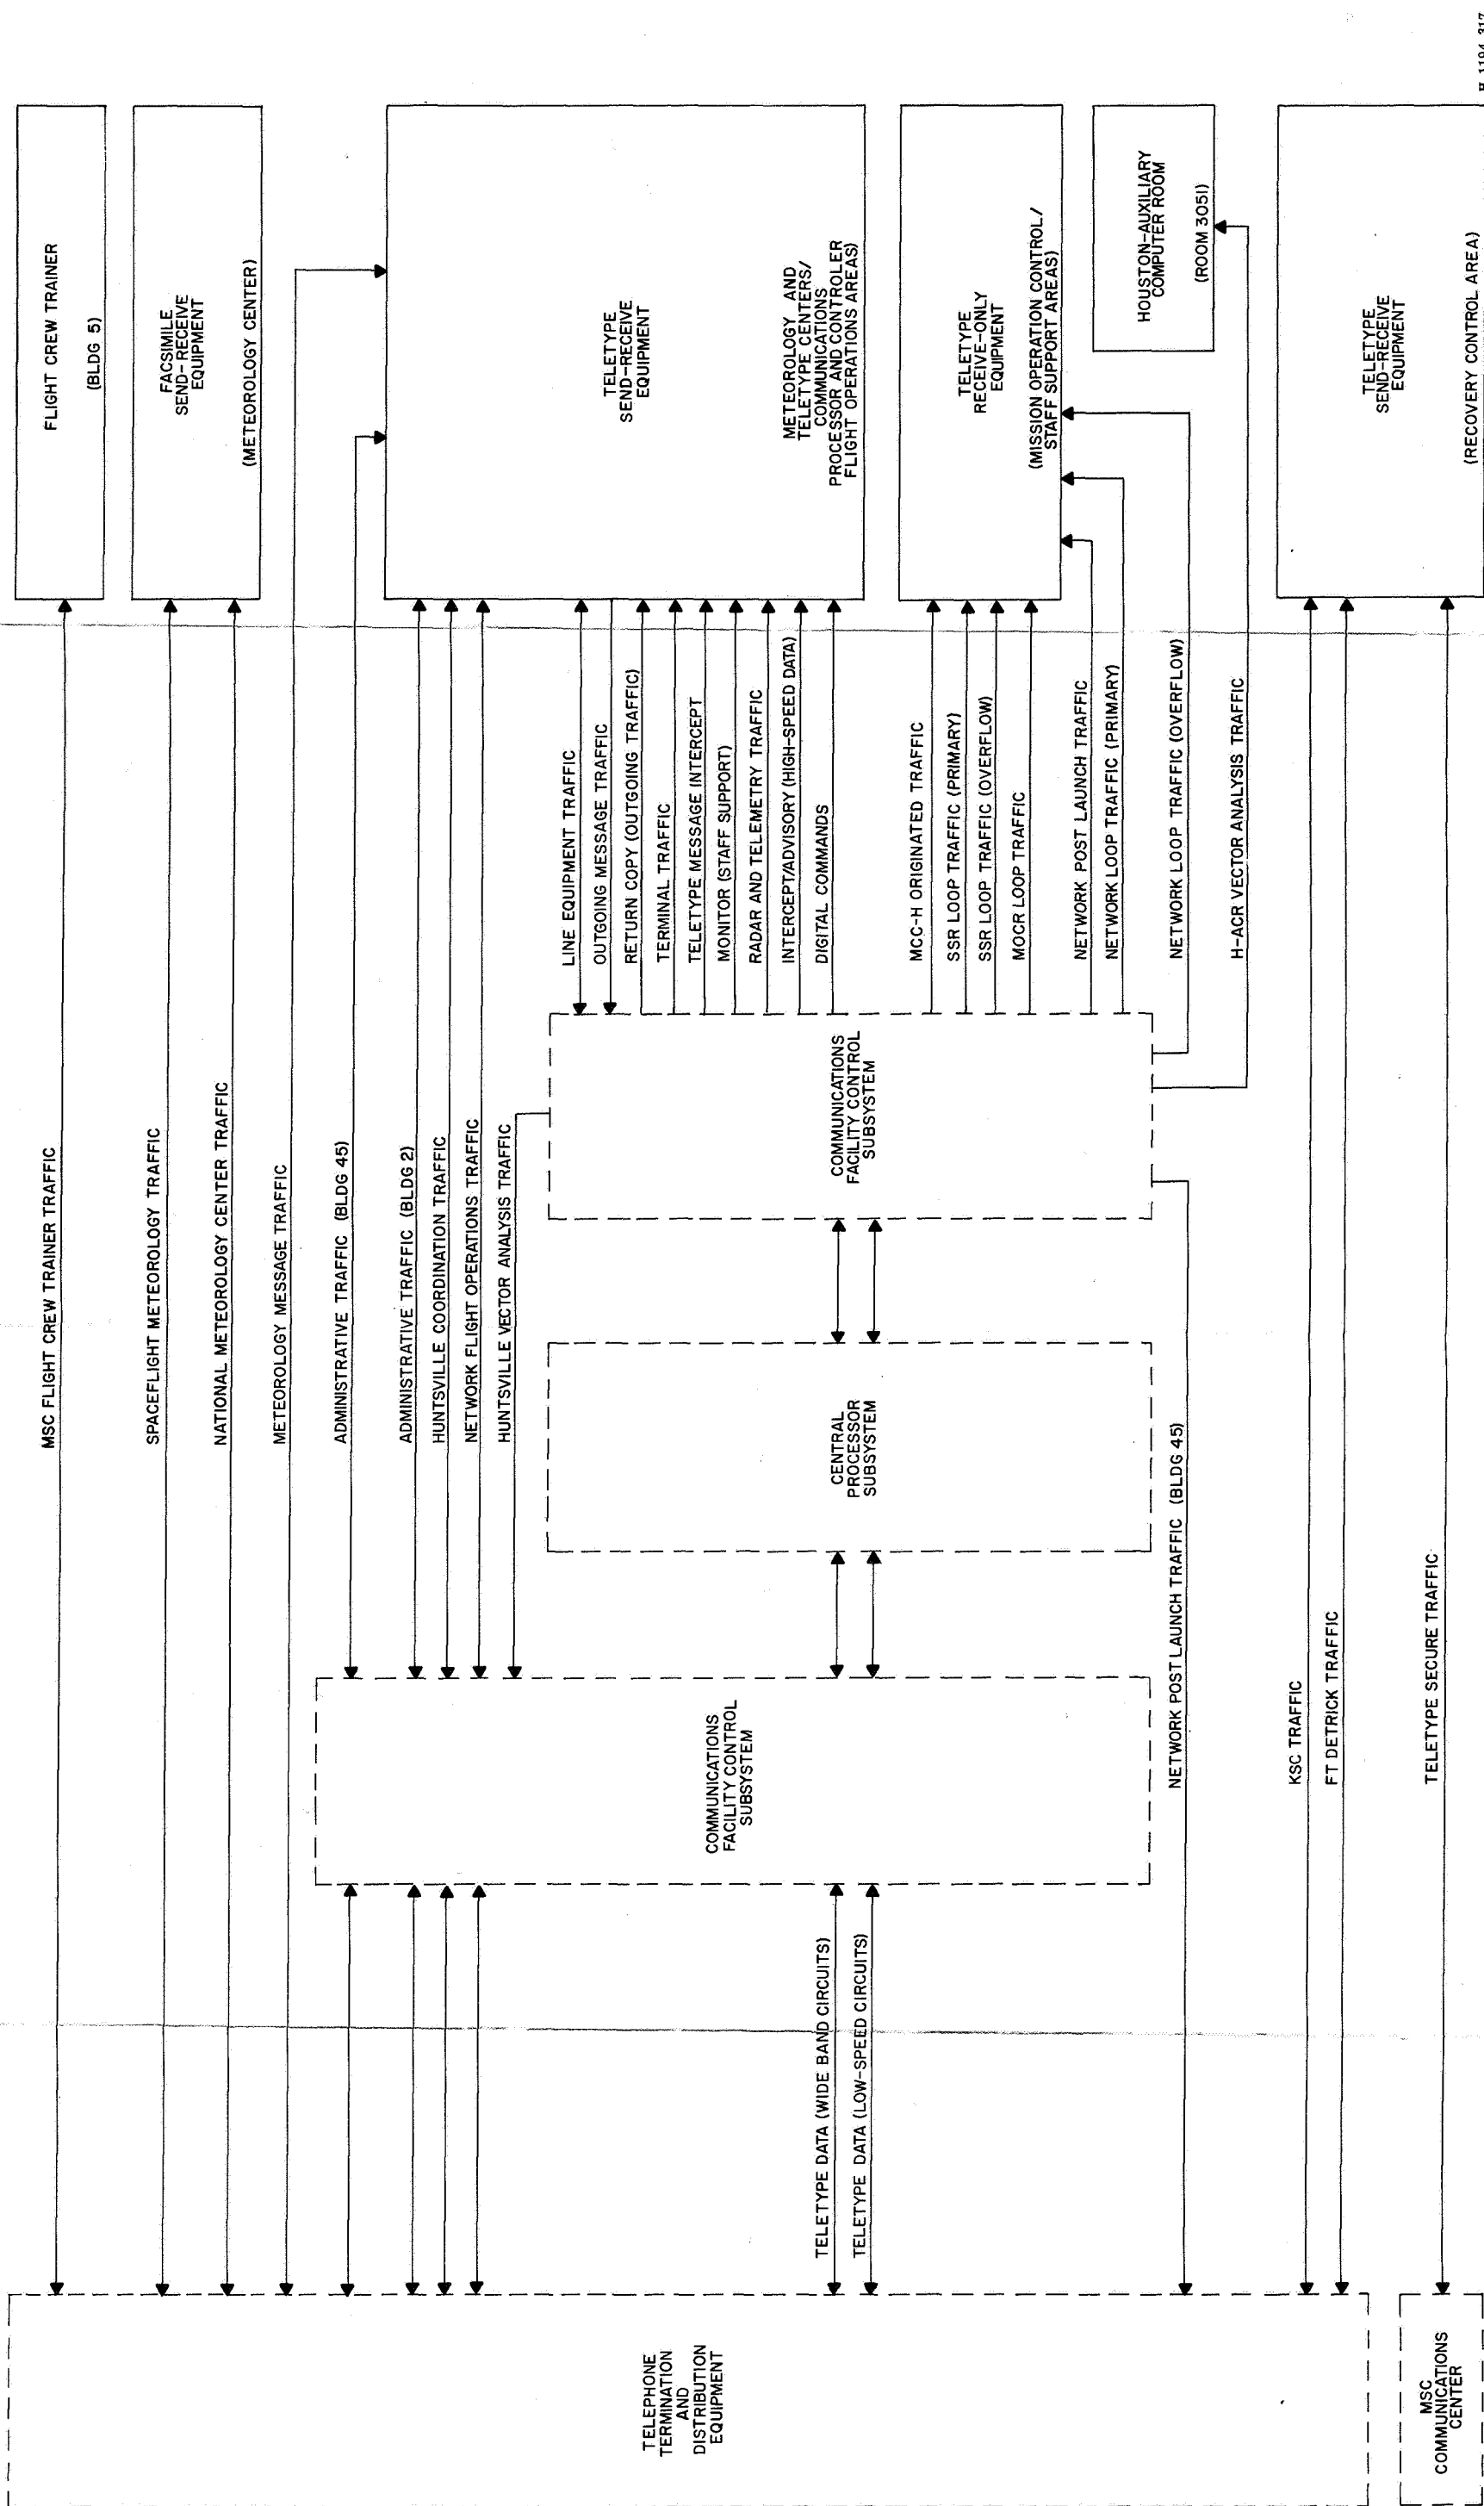 TELEPHONE
TERMINATION
AND
DISTRIBUTION
EQUIPMENT
MSC
COMMUNICATIONS
CENTER
MSC FLIGHT CREW TRAINER TRAFFIC
SPACEFLIGHT METEOROLOGY TRAFFIC
NATIONAL METEOROLOGY CENTER TRAFFIC
METEOROLOGY MESSAGE TRAFFIC
ADMINISTRATIVE TRAFFIC (BLDG 45)
ADMINISTRATIVE TRAFFIC (BLDG 2)
HUNTSVILLE COORDINATION TRAFFIC
NETWORK FLIGHT OPERATIONS TRAFFIC
HUNTSVILLE VECTOR ANALYSIS TRAFFIC
TELETYPE DATA (WIDE BAND CIRCUITS)
TELETYPE DATA (LOW-SPEED CIRCUITS)
COMMUNICATIONS
FACILITY CONTROL
SUBSYSTEM
CENTRAL
PROCESSOR
SUBSYSTEM
COMMUNICATIONS
FACILITY CONTROL
SUBSYSTEM
NETWORK POST LAUNCH TRAFFIC (BLDG 45)
KSC TRAFFIC
FT DETRICK TRAFFIC
TELETYPE SECURE TRAFFIC
LINE EQUIPMENT TRAFFIC
OUTGOING MESSAGE TRAFFIC
RETURN COPY (OUTGOING TRAFFIC)
TERMINAL TRAFFIC
TELETYPE MESSAGE INTERCEPT
MONITOR (STAFF SUPPORT)
RADAR AND TELEMETRY TRAFFIC
INTERCEPT/ADVISORY (HIGH-SPEED DATA)
DIGITAL COMMANDS
MCC-H ORIGINATED TRAFFIC
SSR LOOP TRAFFIC (PRIMARY)
SSR LOOP TRAFFIC (OVERFLOW)
MOCR LOOP TRAFFIC
NETWORK POST LAUNCH TRAFFIC
NETWORK LOOP TRAFFIC (PRIMARY)
NETWORK LOOP TRAFFIC (OVERFLOW)
H-ACR VECTOR ANALYSIS TRAFFIC
FLIGHT CREW TRAINER
(BLDG 5)
FACSIMILE
SEND-RECEIVE
EQUIPMENT
(METEOROLOGY CENTER)
TELETYPE
SEND-RECEIVE
EQUIPMENT
METEOROLOGY AND
TELETYPE CENTERS/
COMMUNICATIONS
PROCESSOR AND CONTROLER
FLIGHT OPERATIONS AREAS)
TELETYPE
RECEIVE-ONLY
EQUIPMENT
(MISSION OPERATION CONTROL/
STAFF SUPPORT AREAS)
HOUSTON-AUXILIARY
COMPUTER ROOM
(ROOM 3051)
TELETYPE
SEND-RECEIVE
EQUIPMENT
(RECOVERY CONTROL AREA)